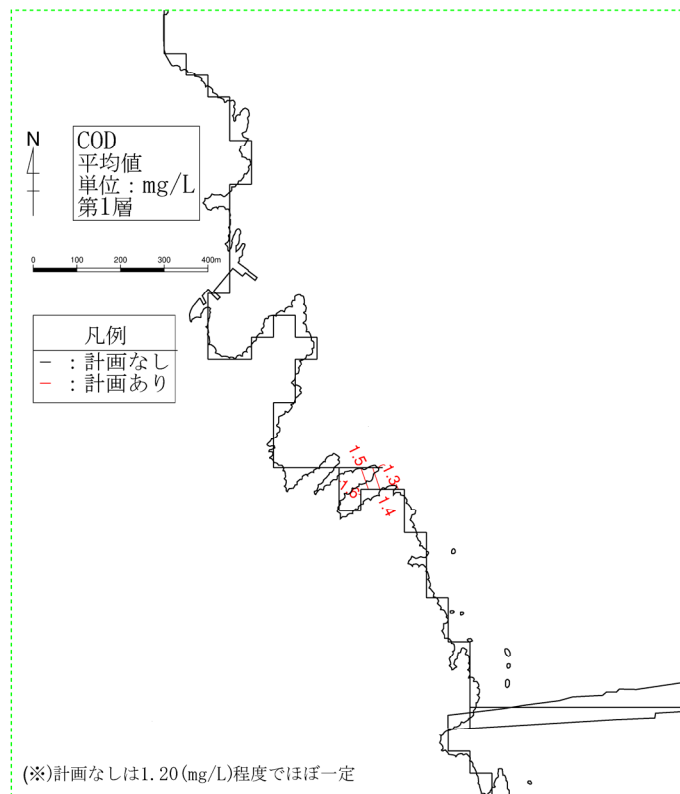 N
COD
平均値
単位：mg/L
第1層
0 100 200 300 400m
凡例
− ：計画なし
− ：計画あり
1.5
1.3
1.6
1.4
(※)計画なしは1.20(mg/L)程度でほぼ一定